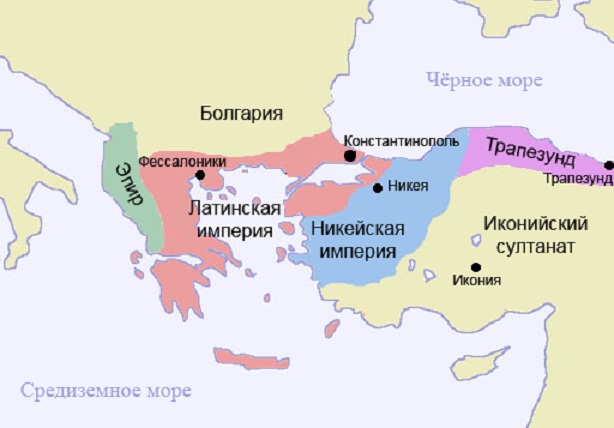 Чёрное море
Болгария
Константинополь
Трапезунд
Фессалоники
Эпир
Трапезунд
Никея
Латинская
империя
Никейская
империя
Иконийский
султанат
Икония
Средиземное море